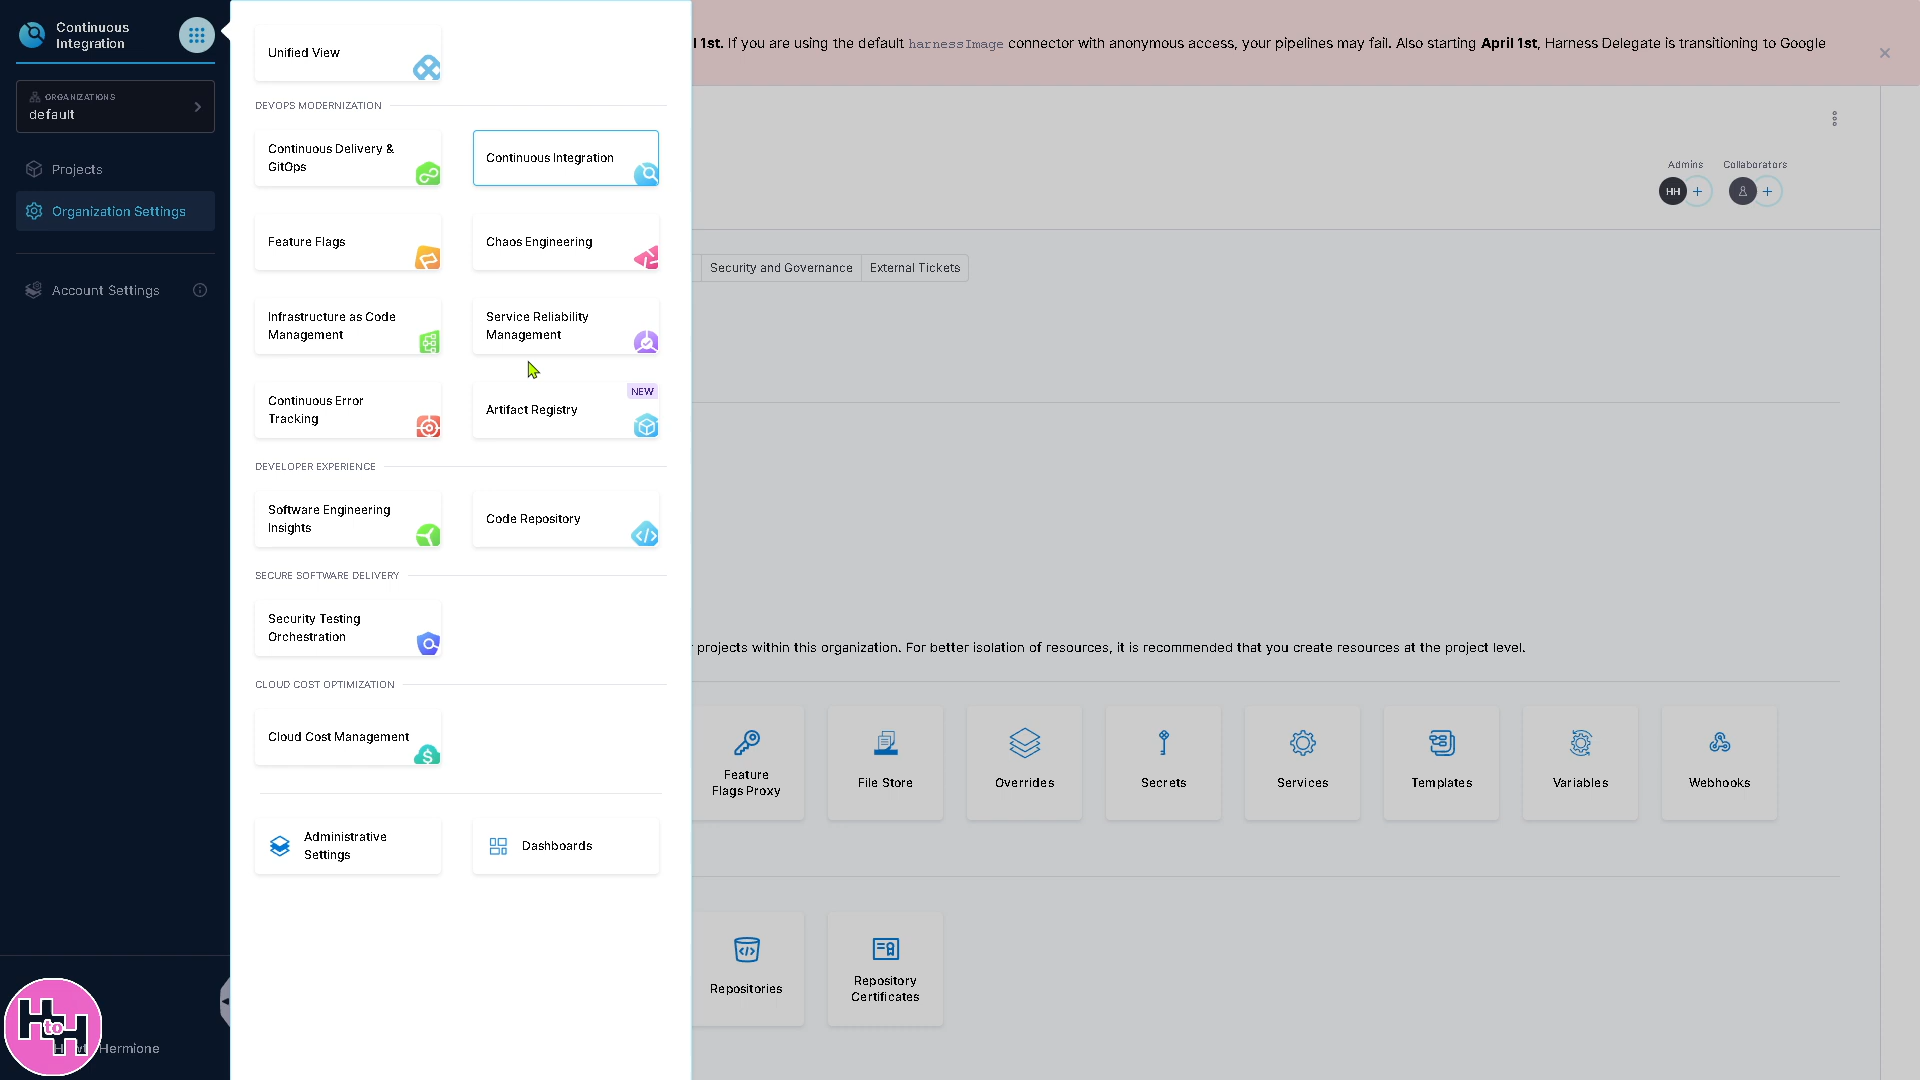 Continuous
Integration
ORGANIZATIONS
default
Projects
Organization Settings
Account Settings
H to H
Hermione
Unified View
DEVOPS MODERNIZATION
Continuous Delivery &
GitOps
Continuous Integration
Feature Flags
Chaos Engineering
Infrastructure as Code
Management
Service Reliability
Management
Continuous Error
Tracking
NEW
Artifact Registry
DEVELOPER EXPERIENCE
Software Engineering
Insights
Code Repository
SECURE SOFTWARE DELIVERY
Security Testing
Orchestration
CLOUD COST OPTIMIZATION
Cloud Cost Management
Administrative
Settings
Dashboards
l 1st. If you are using the default harnessImage connector with anonymous access, your pipelines may fail. Also starting April 1st, Harness Delegate is transitioning to Google
Admins
Collaborators
HH
Security and Governance
External Tickets
projects within this organization. For better isolation of resources, it is recommended that you create resources at the project level.
Feature
Flags Proxy
File Store
Overrides
Secrets
Services
Templates
Variables
Webhooks
Repositories
Repository
Certificates